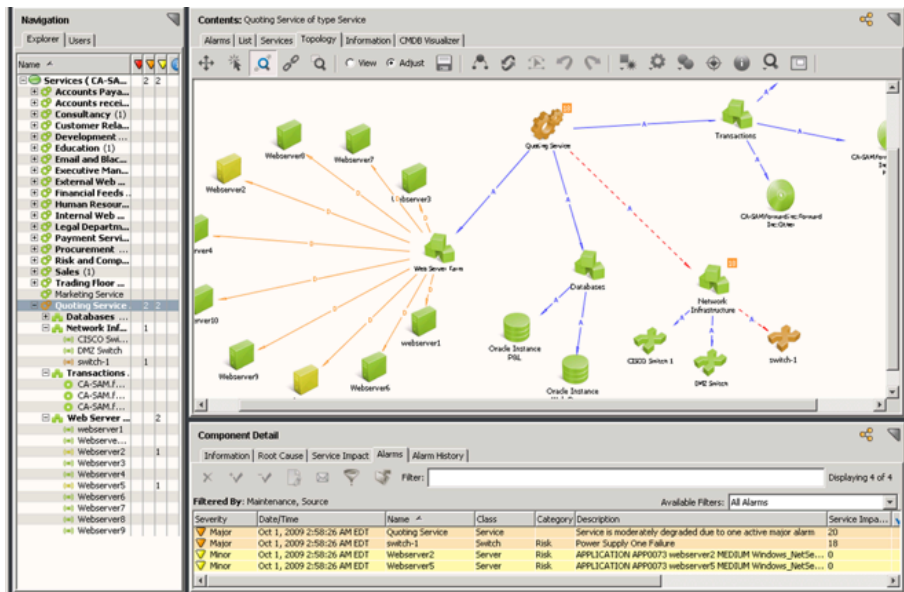 Navigation
Explorer
Users
Name
Services ( CA-SA... 2 2
Accounts Paya...
Accounts recei...
Consultancy (1)
Customer Rela...
Development ...
Education (1)
Email and Blac...
Executive Man...
External Web ...
Financial Feeds ..
Human Resour...
Internal Web ...
Legal Departm...
Payment Servi...
Procurement ...
Risk and Comp...
Sales (1)
Trading Floor ...
Marketing Service
Quoting Service . 2 2
Databases ...
Network Inf... 1
CISCO Swi...
DMZ Switch
switch-1 1
Transactions .
CA-SAM.f...
CA-SAM.f...
CA-SAM.f...
Web Server ... 2
webserver1
Webserve...
Webserver2 1
Webserver3
Webserver4
Webserver5 1
Webserver6
Webserver7
Webserver8
Webserver9
Contents: Quoting Service of type Service
Alarms List Services Topology Information CMDB Visualizer
View Adjust
Quoting Service
Transactions
Webserver7
Webserver2
Webserver3
Web Server Farm
Databases
Network Infrastructure
webserver1
Oracle Instance
CISCO Switch 1
DMZ Switch
switch-1
Oracle Instance
Webserver9
Webserver6
rver4
rver10
A
D
Component Detail
Information Root Cause Service Impact Alarms Alarm History
Filter:
Displaying 4 of 4
Filtered By: Maintenance, Source
Available Filters: All Alarms
Severity Date/Time Name Class Category Description Service Impa...
Major Oct 1, 2009 2:58:26 AM EDT Quoting Service Service Service is moderately degraded due to one active major alarm 20
Major Oct 1, 2009 2:58:26 AM EDT switch-1 Switch Risk Power Supply One Failure 18
Minor Oct 1, 2009 2:58:26 AM EDT Webserver2 Server Risk APPLICATION APP0073 webserver2 MEDIUM Windows_NetSe... 0
Minor Oct 1, 2009 2:58:26 AM EDT Webserver5 Server Risk APPLICATION APP0073 webserver5 MEDIUM Windows_NetSe... 0